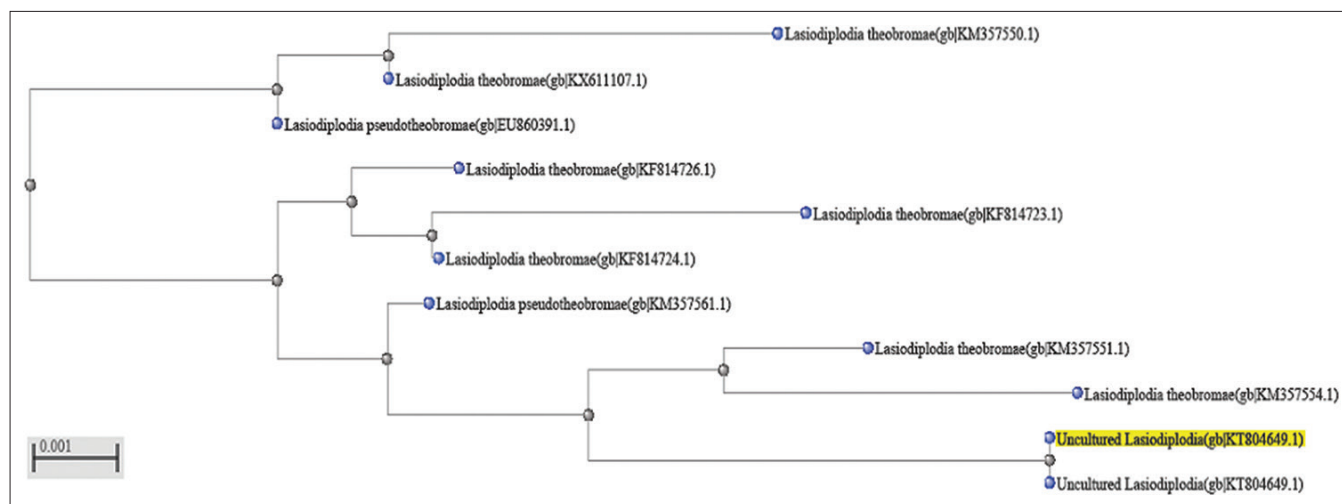 Lasiodiplodia theobromae(gb|KM357550.1)
Lasiodiplodia theobromae(gb|KX611107.1)
Lasiodiplodia pseudotheobromae(gb|EU860391.1)
Lasiodiplodia theobromae(gb|KF814726.1)
Lasiodiplodia theobromae(gb|KF814723.1)
Lasiodiplodia theobromae(gb|KF814724.1)
Lasiodiplodia pseudotheobromae(gb|KM357561.1)
Lasiodiplodia theobromae(gb|KM357551.1)
Lasiodiplodia theobromae(gb|KM357554.1)
Uncultured Lasiodiplodia(gb|KT804649.1)
0.001
Uncultured Lasiodiplodia(gb|KT804649.1)